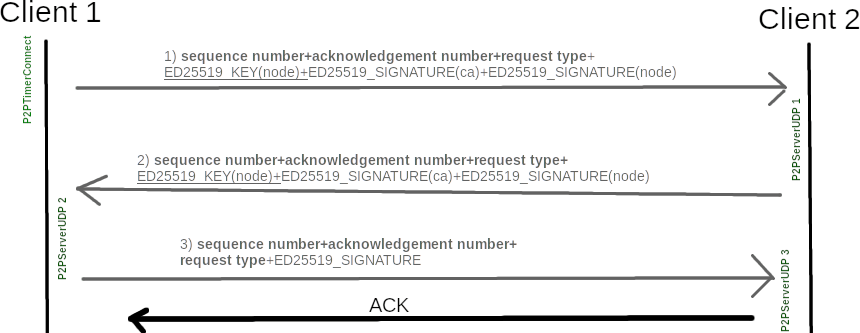 Client 1
Client 2
P2PTimerConnect
1) sequence number+acknowledgement number+request type+
ED25519_KEY(node)+ED25519_SIGNATURE(ca)+ED25519_SIGNATURE(node)
P2PServerUDP 1
2) sequence number+acknowledgement number+request type+
ED25519_KEY(node)+ED25519_SIGNATURE(ca)+ED25519_SIGNATURE(node)
P2PServerUDP 2
3) sequence number+acknowledgement number+
request type+ED25519_SIGNATURE
P2PServerUDP 3
ACK